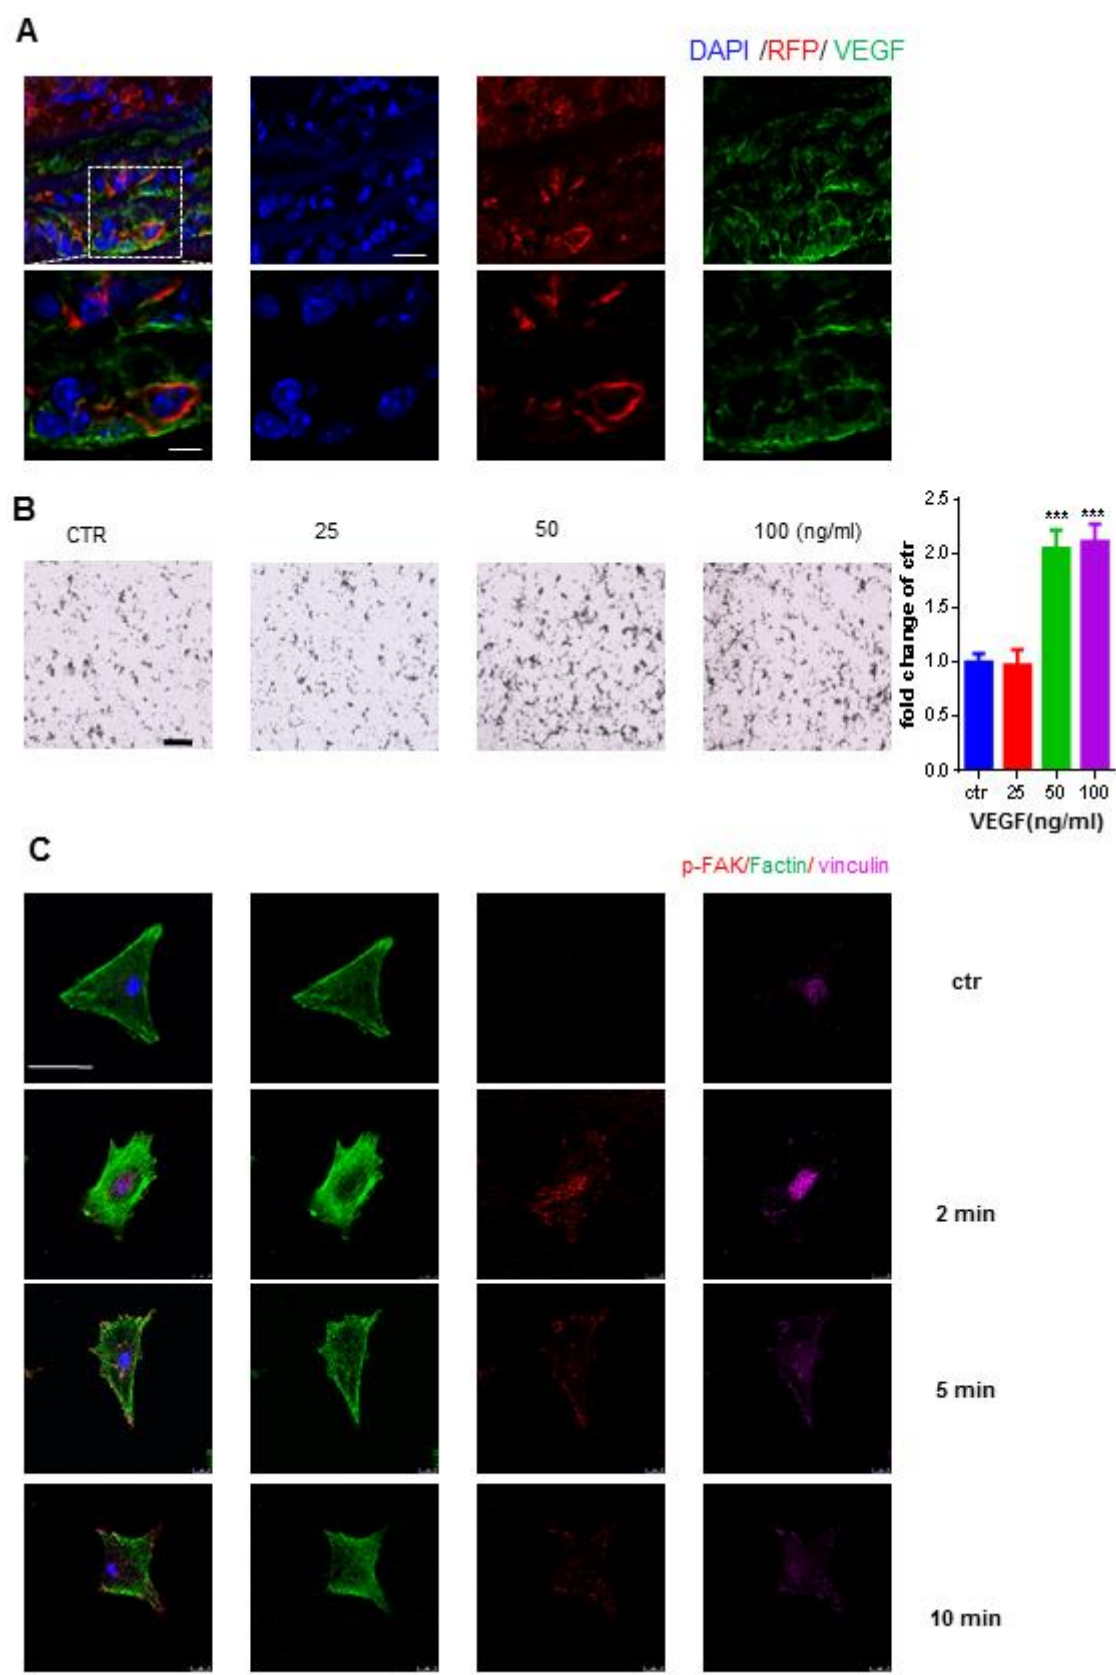 A
DAPI /RFP/ VEGF
B
CTR
25
50
100 (ng/ml)
fold change of ctr
2.5
2.0
1.5
1.0
0.5
0.0
*** ***
ctr 25 50 100
VEGF(ng/ml)
C
p-FAK/Factin/ vinculin
ctr
2 min
5 min
10 min